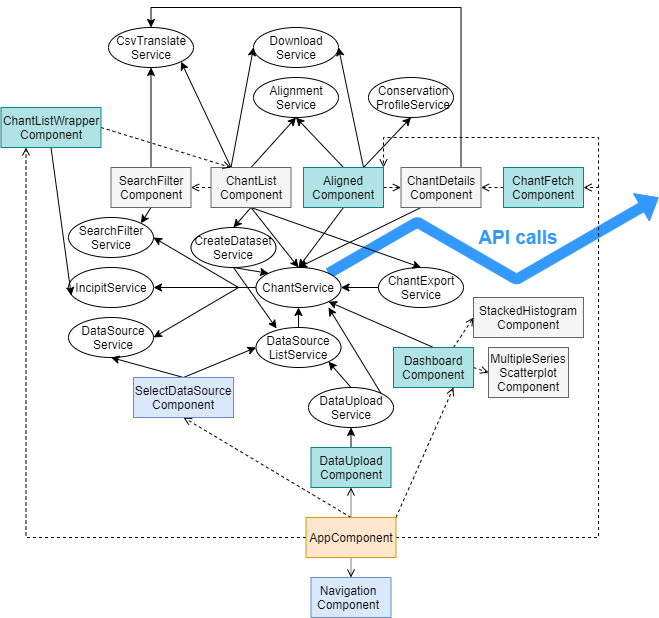 CsvTranslate
Service
Download
Service
Alignment
Service
Conservation
ProfileService
ChantListWrapper
Component
SearchFilter
Component
ChantList
Component
Aligned
Component
ChantDetails
Component
ChantFetch
Component
SearchFilter
Service
CreateDataset
Service
API calls
IncipitService
ChantService
ChantExport
Service
StackedHistogram
Component
DataSource
Service
DataSource
ListService
Dashboard
Component
MultipleSeries
Scatterplot
Component
SelectDataSource
Component
DataUpload
Service
DataUpload
Component
AppComponent
Navigation
Component